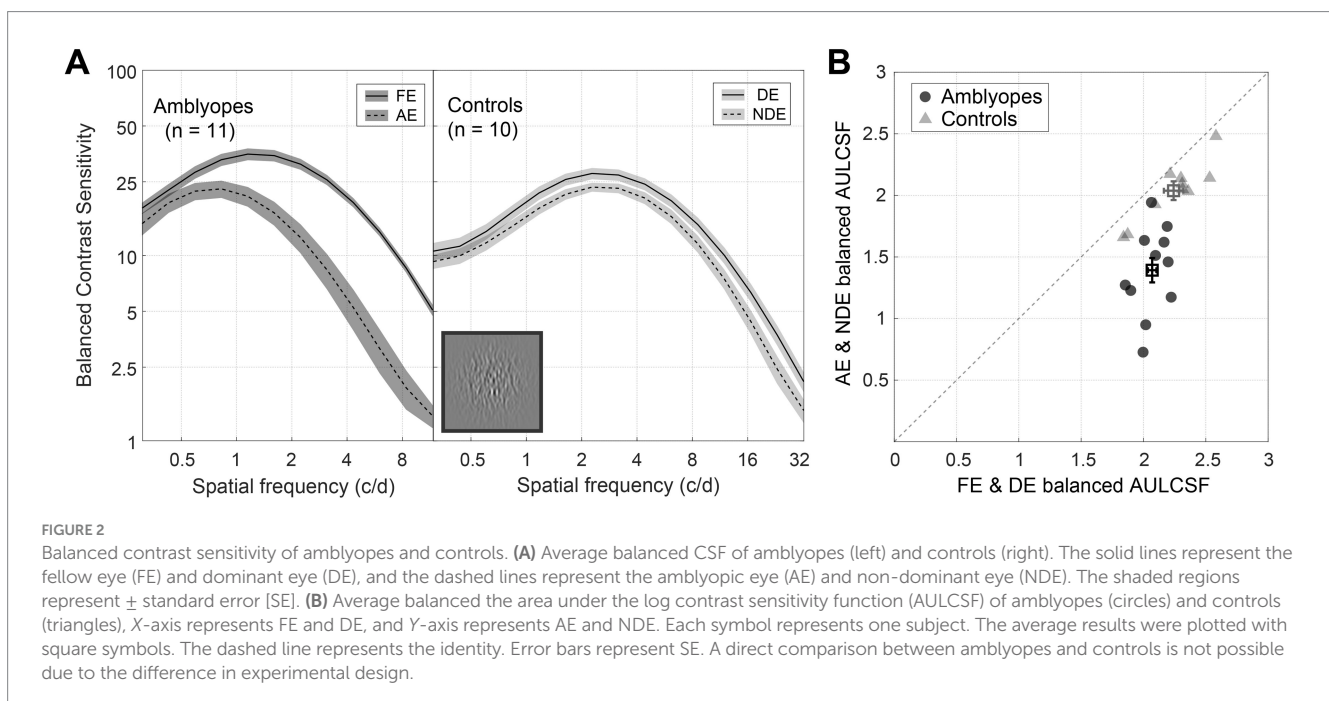 A
B
100
50
25
10
5
2.5
1
Balanced Contrast Sensitivity
Amblyopes
(n = 11)
FE
AE
0.5
1
2
4
8
Spatial frequency (c/d)
Controls
(n = 10)
DE
NDE
0.5
1
2
4
8
16
32
Spatial frequency (c/d)
3
2.5
2
1.5
1
0.5
AE & NDE balanced AULCSF
Amblyopes
Controls
0
0.5
1
1.5
2
2.5
3
FE & DE balanced AULCSF
FIGURE 2
Balanced contrast sensitivity of amblyopes and controls. (A) Average balanced CSF of amblyopes (left) and controls (right). The solid lines represent the
fellow eye (FE) and dominant eye (DE), and the dashed lines represent the amblyopic eye (AE) and non-dominant eye (NDE). The shaded regions
represent ± standard error [SE]. (B) Average balanced the area under the log contrast sensitivity function (AULCSF) of amblyopes (circles) and controls
(triangles), X-axis represents FE and DE, and Y-axis represents AE and NDE. Each symbol represents one subject. The average results were plotted with
square symbols. The dashed line represents the identity. Error bars represent SE. A direct comparison between amblyopes and controls is not possible
due to the difference in experimental design.